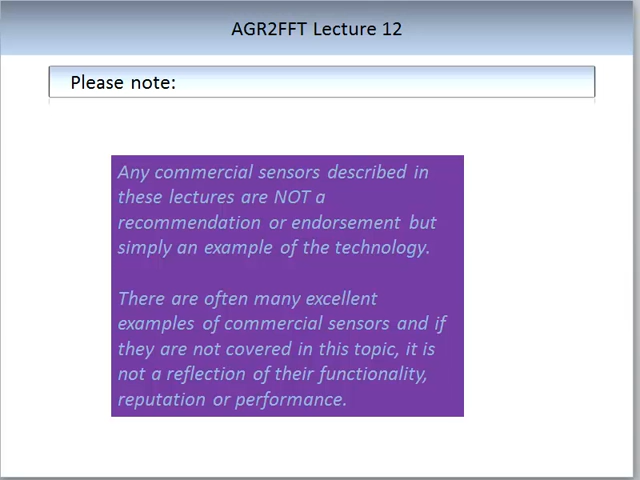 AGR2FFT Lecture 12
Please note:
Any commercial sensors described in
these lectures are NOT a
recommendation or endorsement but
simply an example of the technology.
There are often many excellent
examples of commercial sensors and if
they are not covered in this topic, it is
not a reflection of their functionality,
reputation or performance.